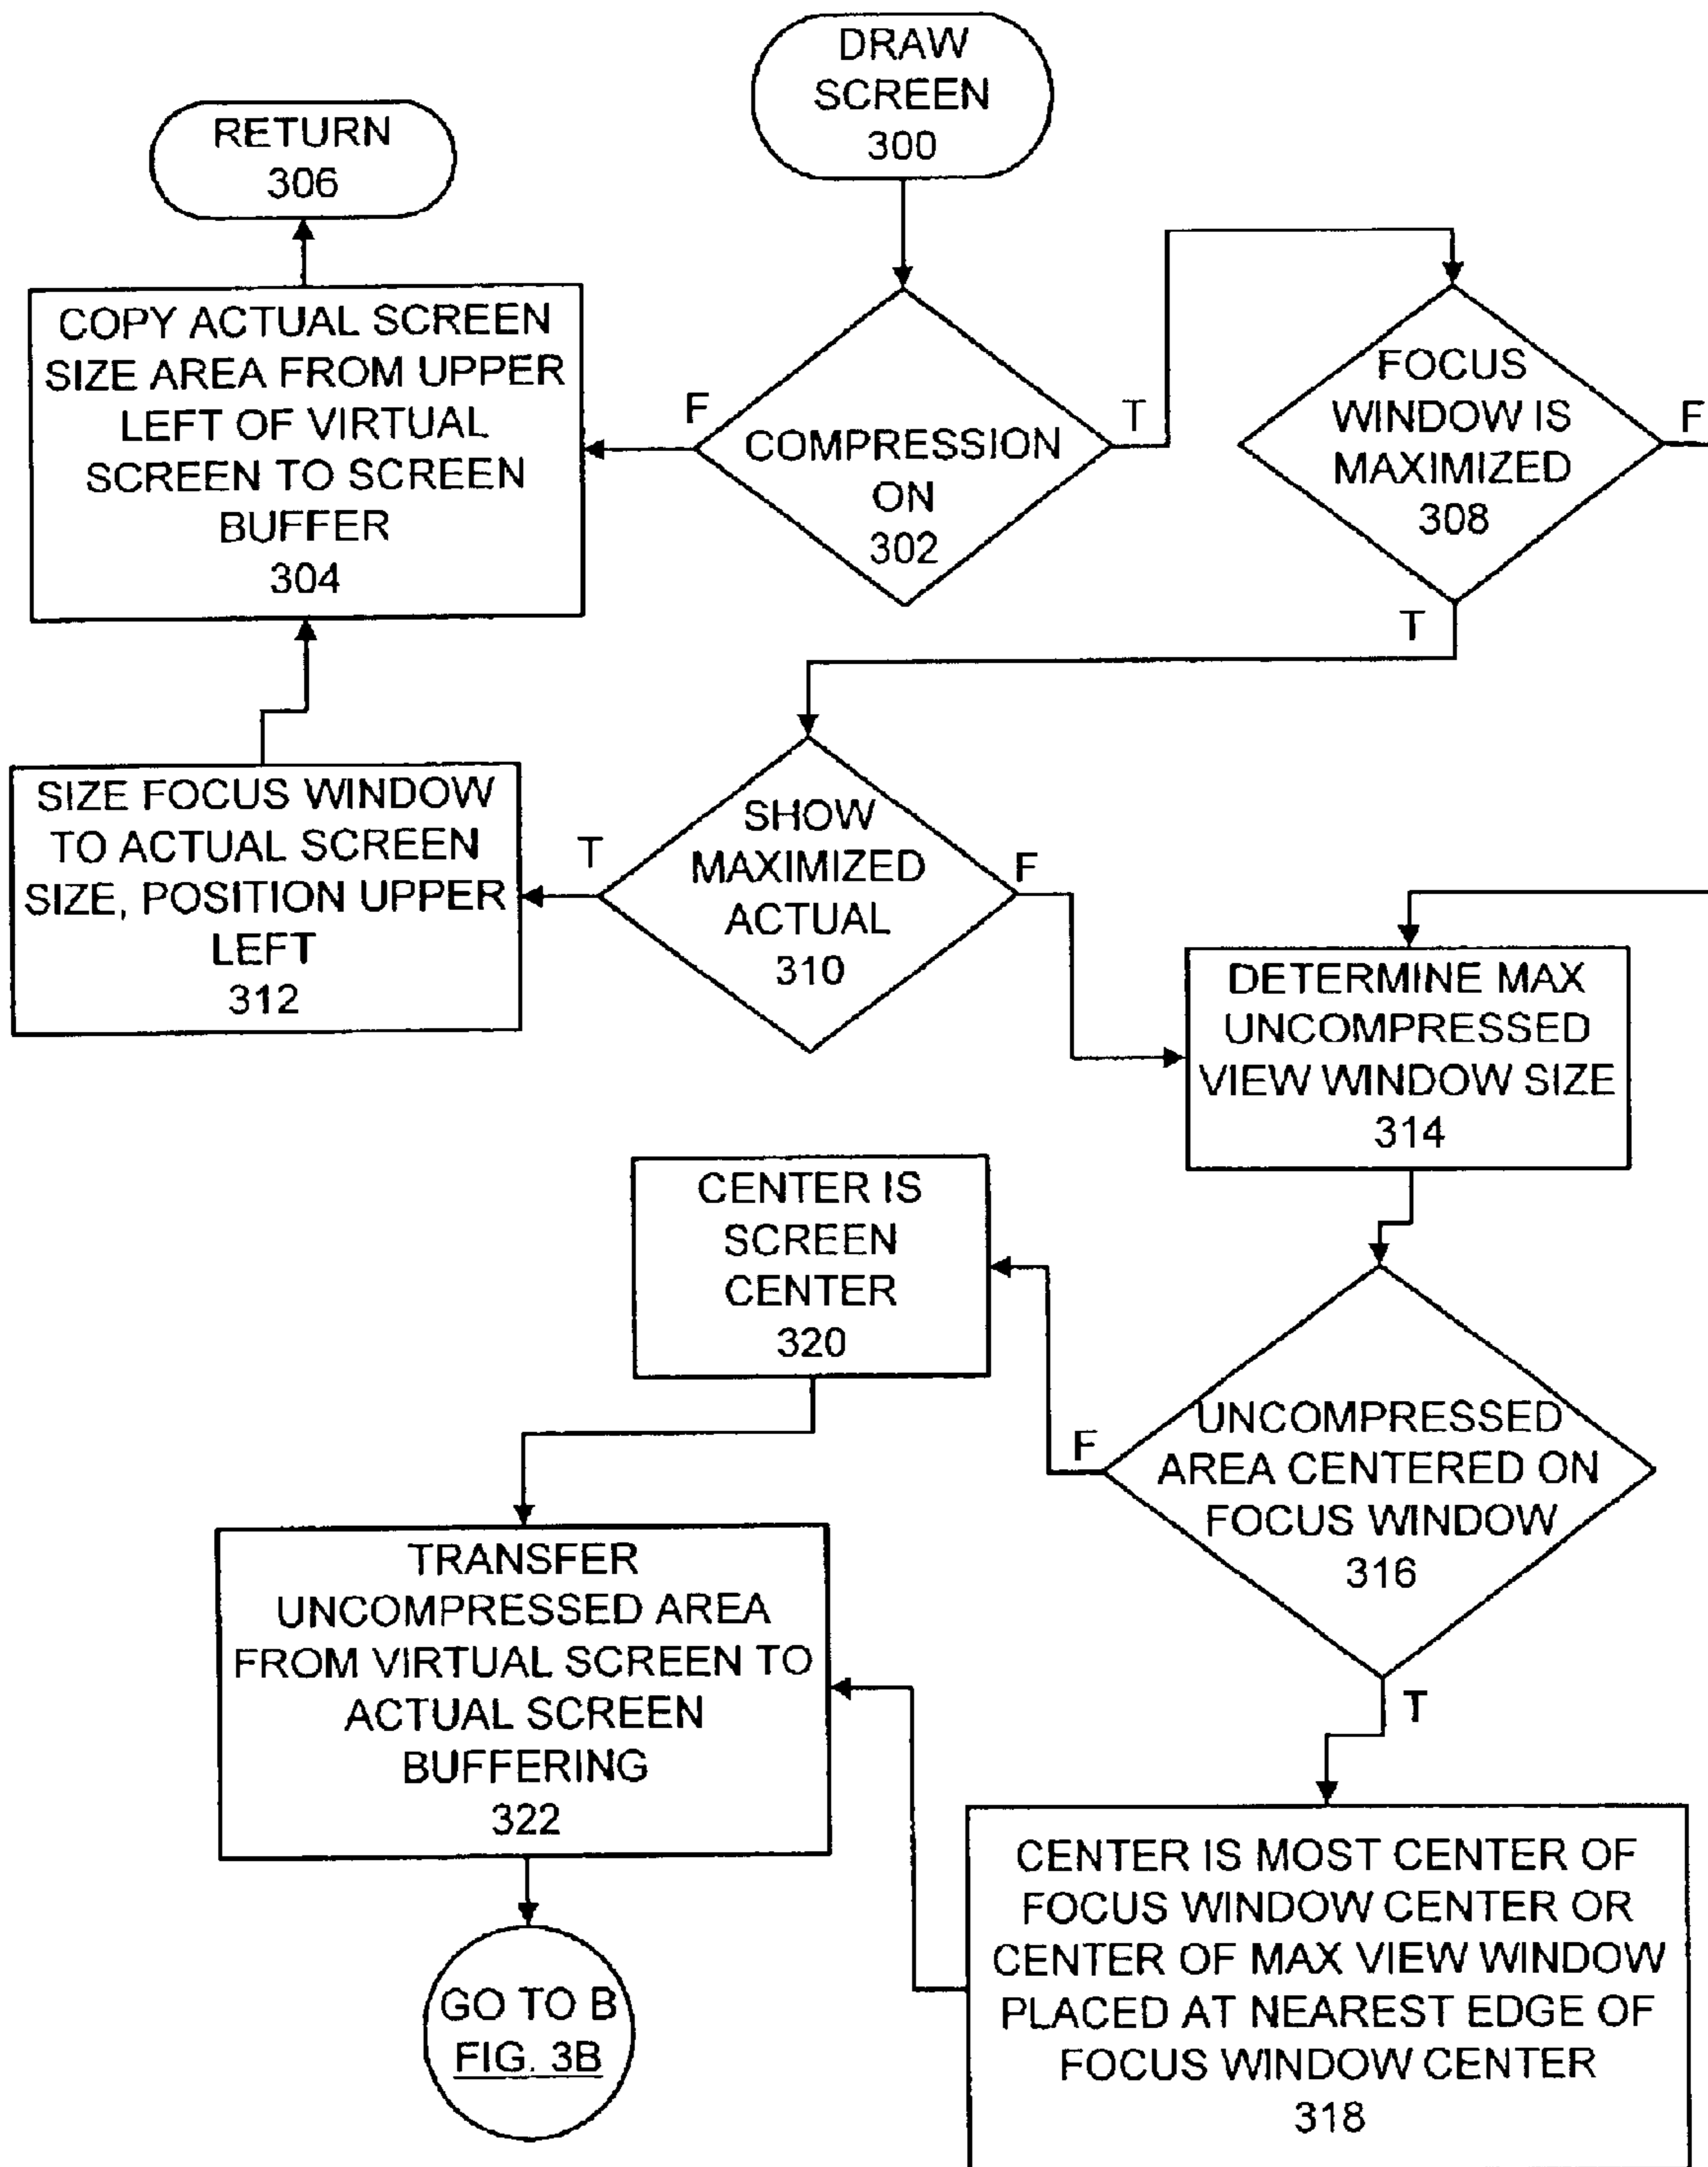 DRAW
SCREEN
300
RETURN
306
COPY ACTUAL SCREEN
SIZE AREA FROM UPPER
LEFT OF VIRTUAL
SCREEN TO SCREEN
BUFFER
304
F
COMPRESSION
ON
302
T
FOCUS
WINDOW IS
MAXIMIZED
308
F
T
SIZE FOCUS WINDOW
TO ACTUAL SCREEN
SIZE, POSITION UPPER
LEFT
312
T
SHOW
MAXIMIZED
ACTUAL
310
F
DETERMINE MAX
UNCOMPRESSED
VIEW WINDOW SIZE
314
CENTER IS
SCREEN
CENTER
320
F
UNCOMPRESSED
AREA CENTERED ON
FOCUS WINDOW
316
T
TRANSFER
UNCOMPRESSED AREA
FROM VIRTUAL SCREEN TO
ACTUAL SCREEN
BUFFERING
322
CENTER IS MOST CENTER OF
FOCUS WINDOW CENTER OR
CENTER OF MAX VIEW WINDOW
PLACED AT NEAREST EDGE OF
FOCUS WINDOW CENTER
318
GO TO B
FIG. 3B